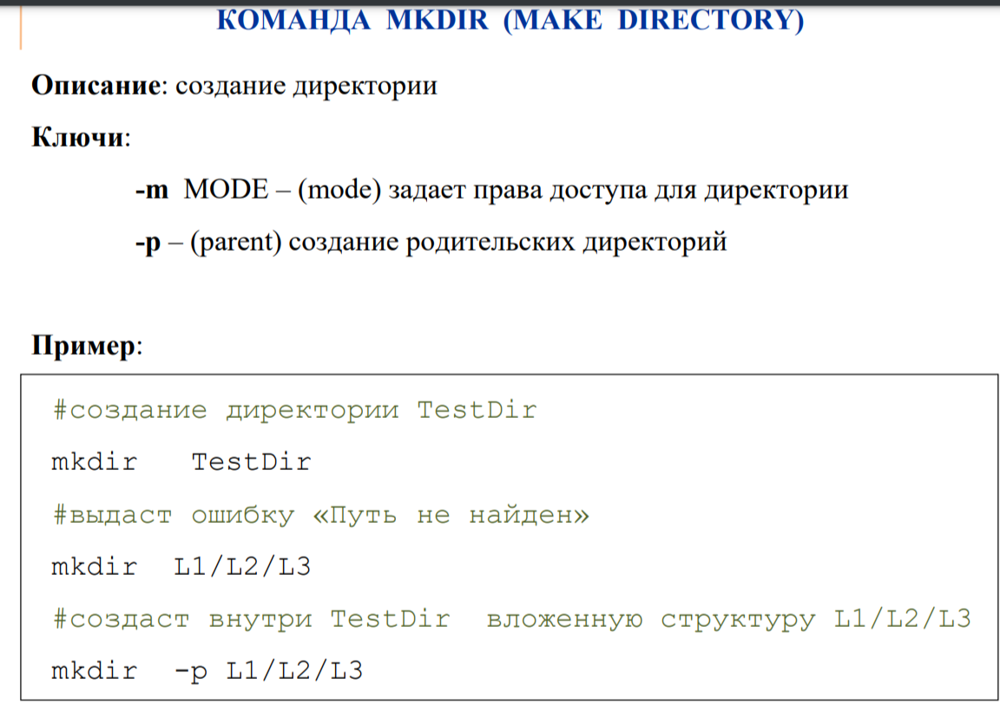 КОМАНДА MKDIR (MAKE DIRECTORY)
Описание: создание директории
Ключи:
-m MODE – (mode) задает права доступа для директории
-p – (parent) создание родительских директорий
Пример:
#создание директории TestDir
mkdir TestDir
#выдаст ошибку «Путь не найден»
mkdir L1/L2/L3
#создаст внутри TestDir вложенную структуру L1/L2/L3
mkdir -p L1/L2/L3